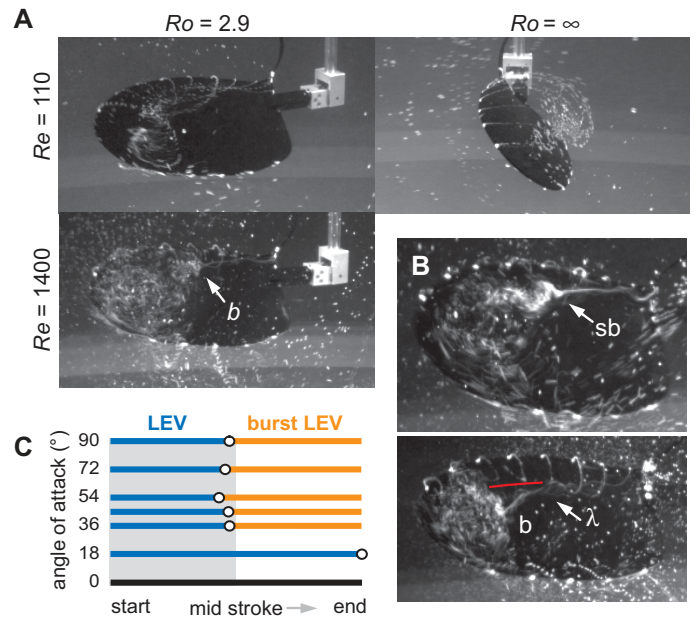 A
Ro = 2.9
Ro = ∞
Re = 110
Re = 1400
b
B
sb
λ
b
C
LEV
burst LEV
angle of attack (°)
90
72
54
36
18
0
start
mid stroke
end